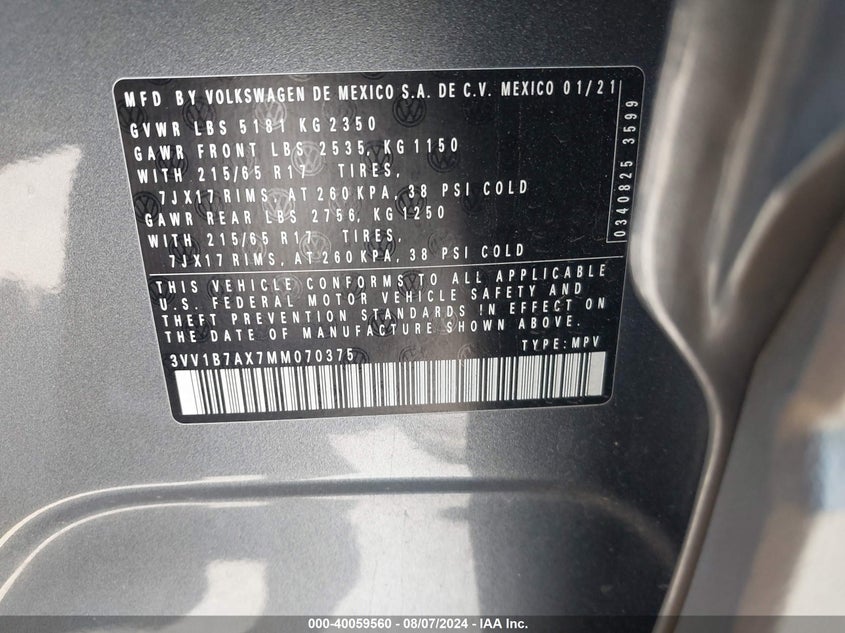 MFD BY VOLKSWAGEN DE MEXICO S.A. DE C.V. MEXICO 01/21
GVWR LBS 5181 KG 2350
GAWR FRONT LBS 2535, KG 1150
WITH 215/65 R17 TIRES,
7JX17 RIMS, AT 260 KPA, 38 PSI COLD
GAWR REAR LBS 2756, KG 1250
WITH 215/65 R17 TIRES,
7JX17 RIMS, AT 260 KPA, 38 PSI COLD
0340825 3599
THIS VEHICLE CONFORMS TO ALL APPLICABLE
U.S. FEDERAL MOTOR VEHICLE SAFETY AND
THEFT PREVENTION STANDARDS IN EFFECT ON
THE DATE OF MANUFACTURE SHOWN ABOVE.
3VV1B7AX7MM070375 TYPE: MPV
000-40059560 - 08/07/2024 - IAAI, Inc.